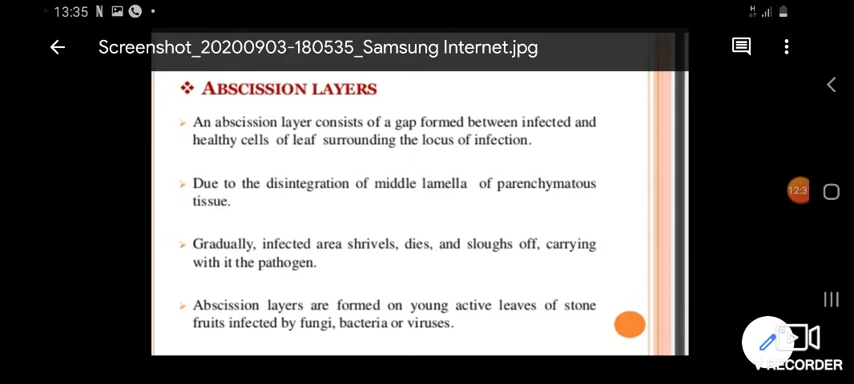 13:35 N
H
Screenshot_20200903-180535_Samsung Internet.jpg
❖ ABSCISSION LAYERS
➢ An abscission layer consists of a gap formed between infected and
healthy cells of leaf surrounding the locus of infection.
➢ Due to the disintegration of middle lamella of parenchymatous
tissue.
➢ Gradually, infected area shrivels, dies, and sloughs off, carrying
with it the pathogen.
➢ Abscission layers are formed on young active leaves of stone
fruits infected by fungi, bacteria or viruses.
12:3
V RECORDER